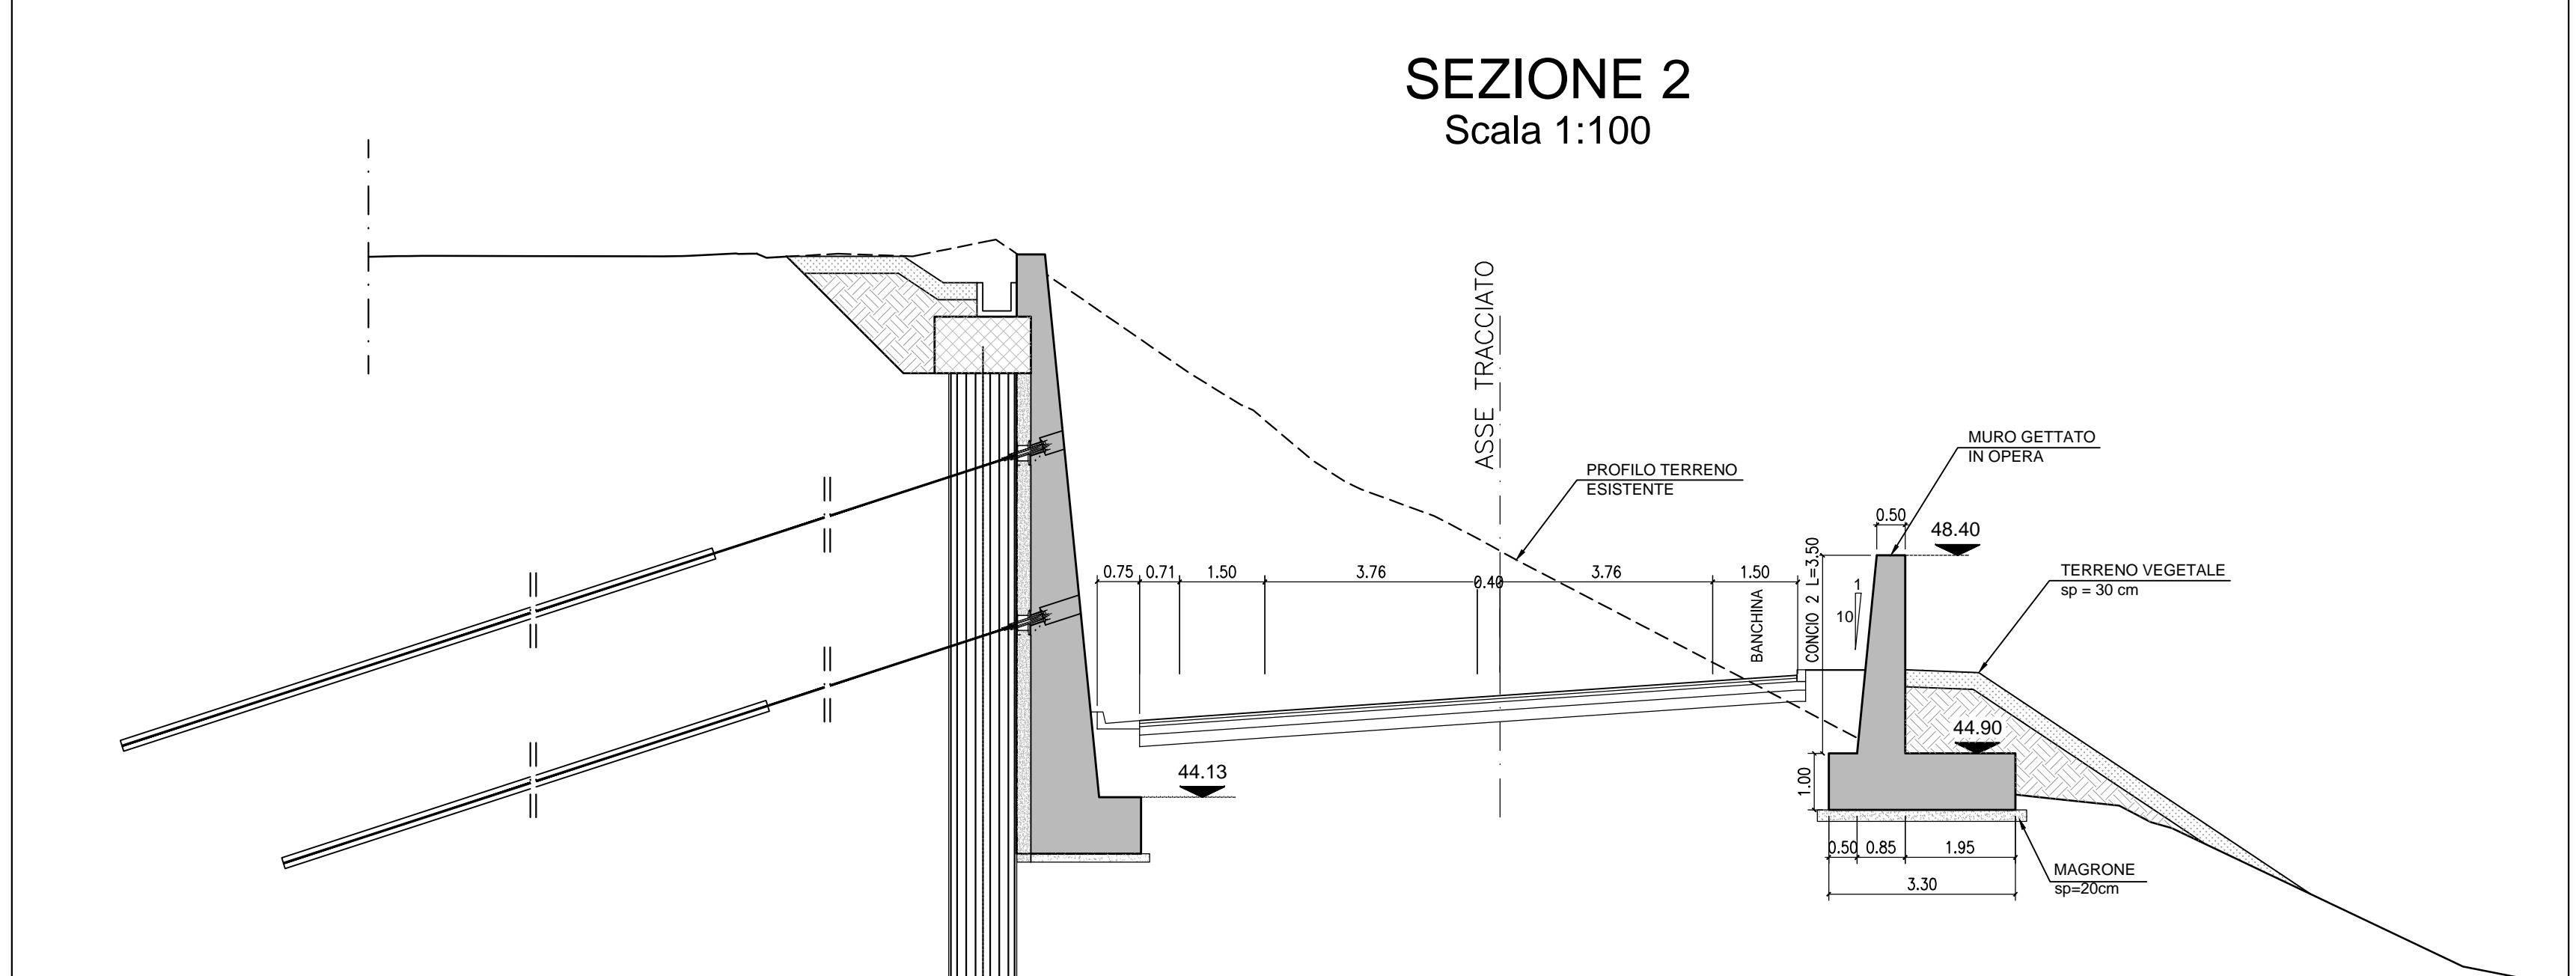 SEZIONE 2
Scala 1:100
ASSE TRACCIATO
MURO GETTATO
IN OPERA
PROFILO TERRENO
ESISTENTE
0.50
48.40
CONCIO 2 L=3.50
1
10
TERRENO VEGETALE
sp = 30 cm
0.75 0.71 1.50 3.76 0.40 3.76 1.50
BANCHINA
44.90
44.13
1.00
0.50 0.85 1.95
3.30
MAGRONE
sp=20cm